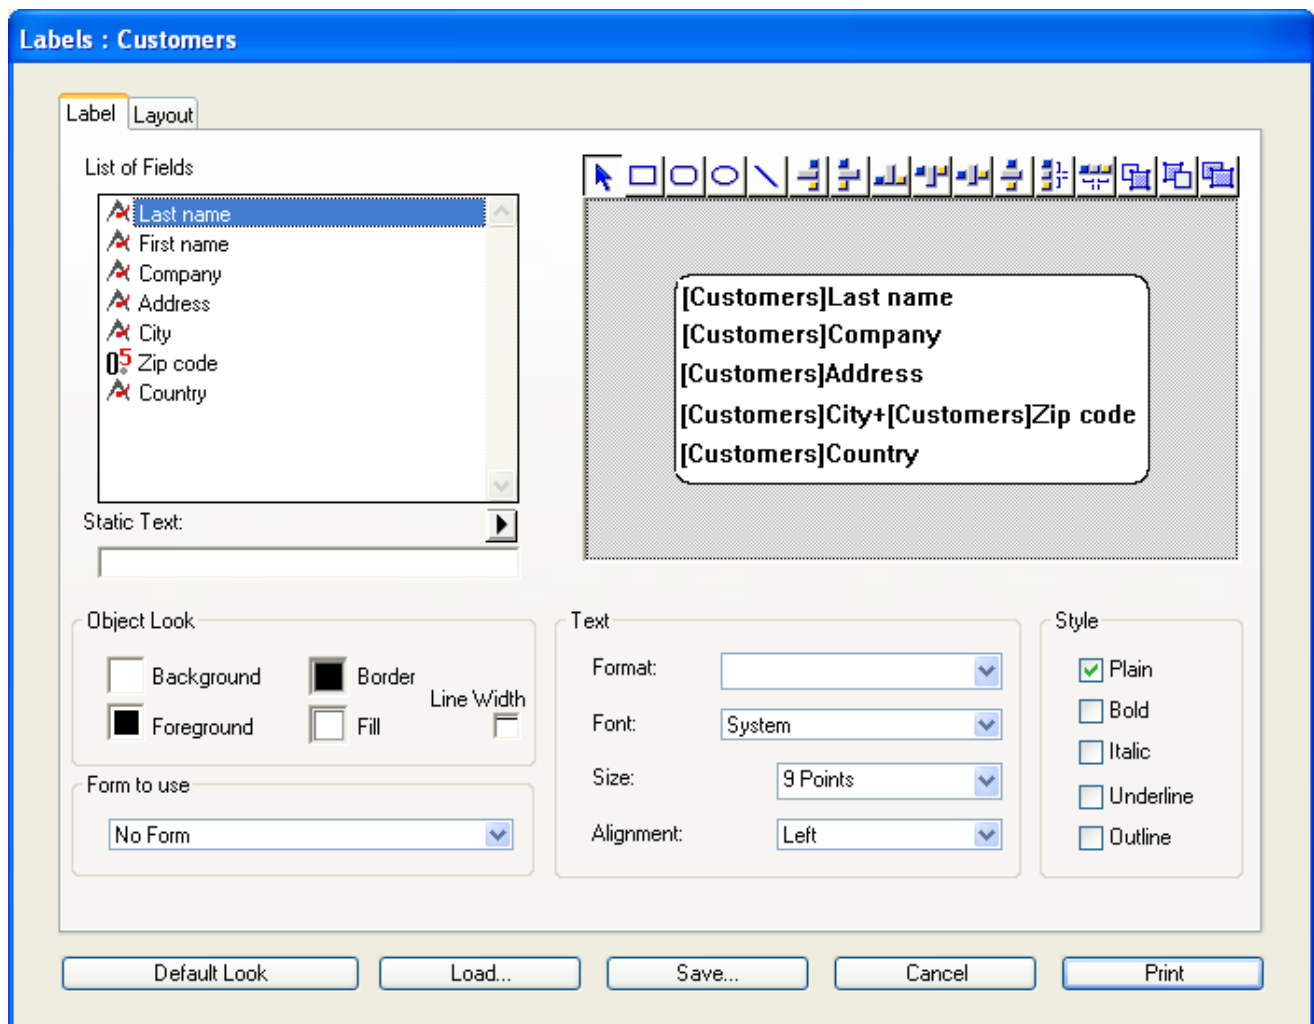 Labels : Customers
Label Layout
List of Fields
Last name
First name
Company
Address
City
Zip code
Country
[Customers]Last name
[Customers]Company
[Customers]Address
[Customers]City+[Customers]Zip code
[Customers]Country
Static Text:
Object Look
Background
Border
Line Width
Foreground
Fill
Form to use
No Form
Text
Format:
Font: System
Size: 9 Points
Alignment: Left
Style
Plain
Bold
Italic
Underline
Outline
Default Look Load... Save... Cancel Print